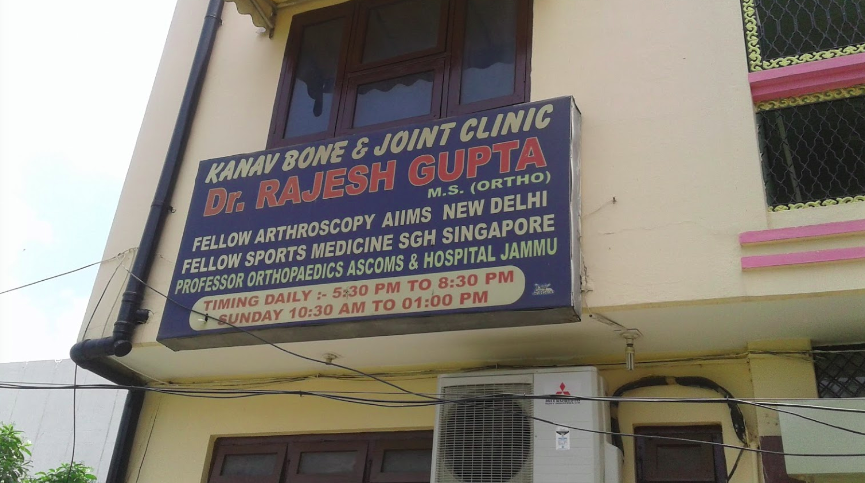 KANAV BONE & JOINT CLINIC
Dr. RAJESH GUPTA
M.S. (ORTHO)
FELLOW ARTHROSCOPY AIIMS NEW DELHI
FELLOW SPORTS MEDICINE SGH SINGAPORE
PROFESSOR ORTHOPAEDICS ASCOMS & HOSPITAL JAMMU
TIMING DAILY :- 5:30 PM TO 8:30 PM
SUNDAY 10:30 AM TO 01:00 PM